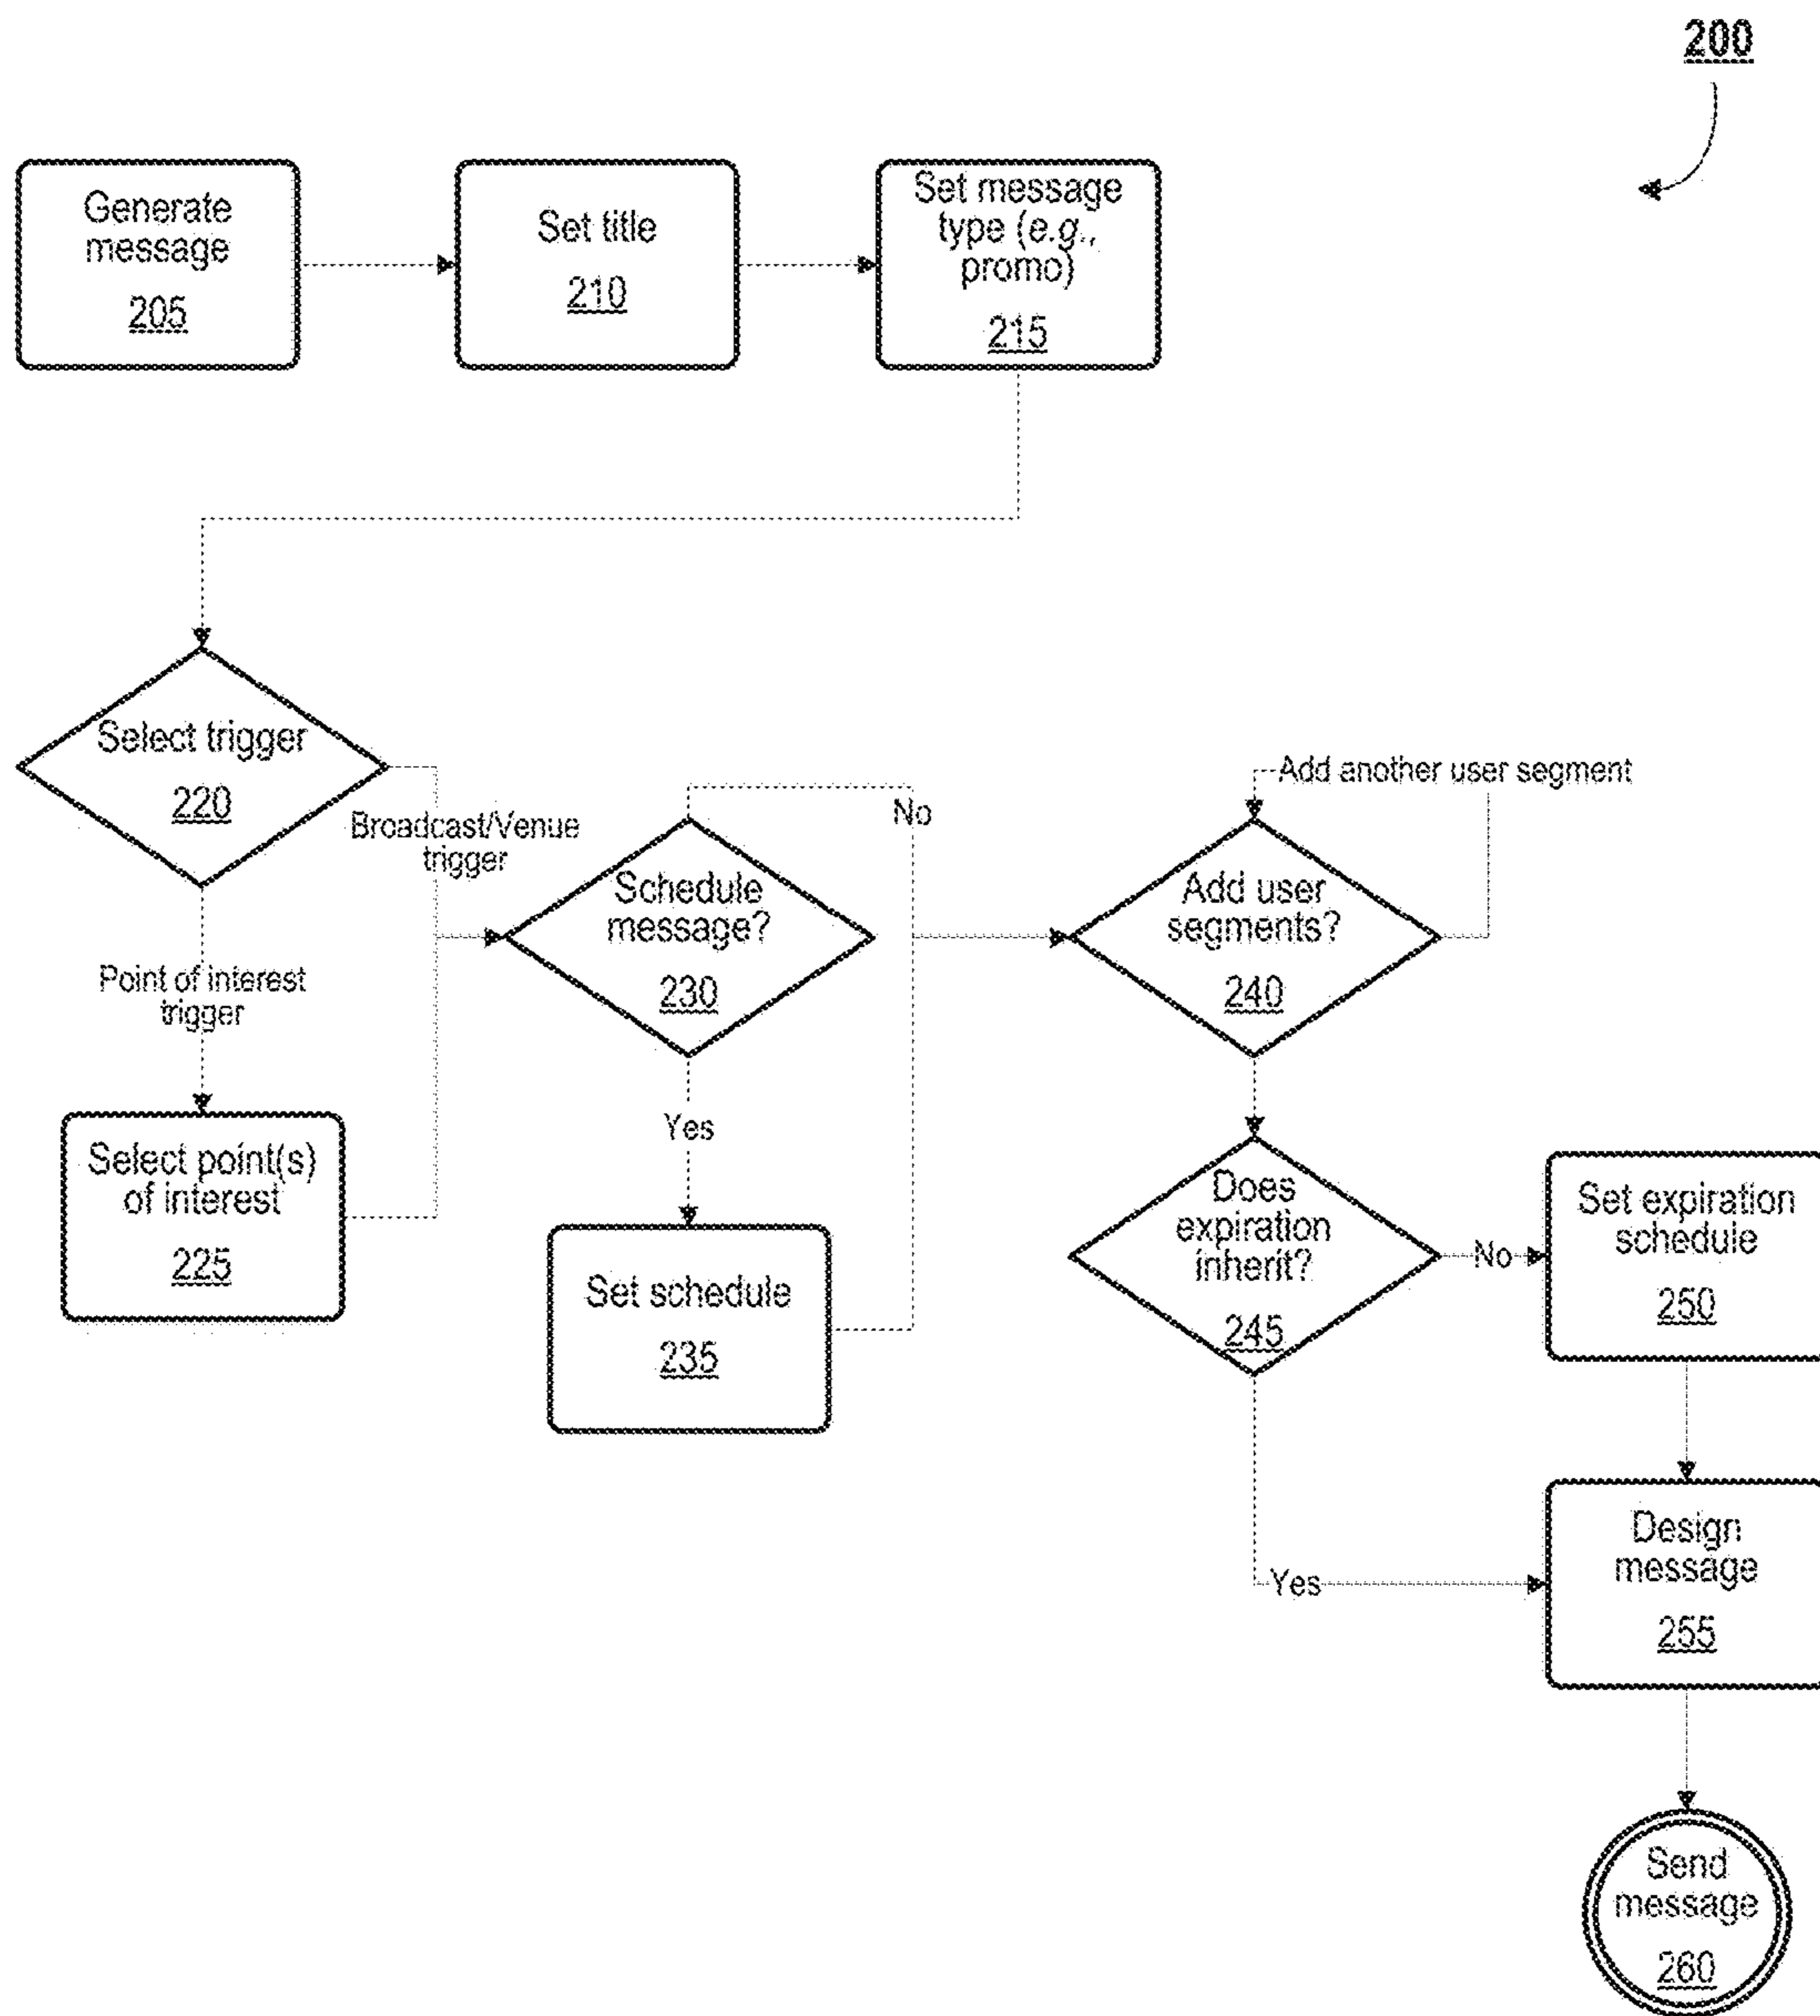 200
Generate
message
205
Set title
210
Set message
type (e.g.,
promo)
215
Select trigger
220
Broadcast/Venue
trigger
Point of interest
trigger
Select point(s)
of interest
225
Schedule
message?
230
No
Yes
Set schedule
235
Add another user segment
Add user
segments?
240
Does
expiration
inherit?
245
No
Yes
Set expiration
schedule
250
Design
message
255
Send
message
260